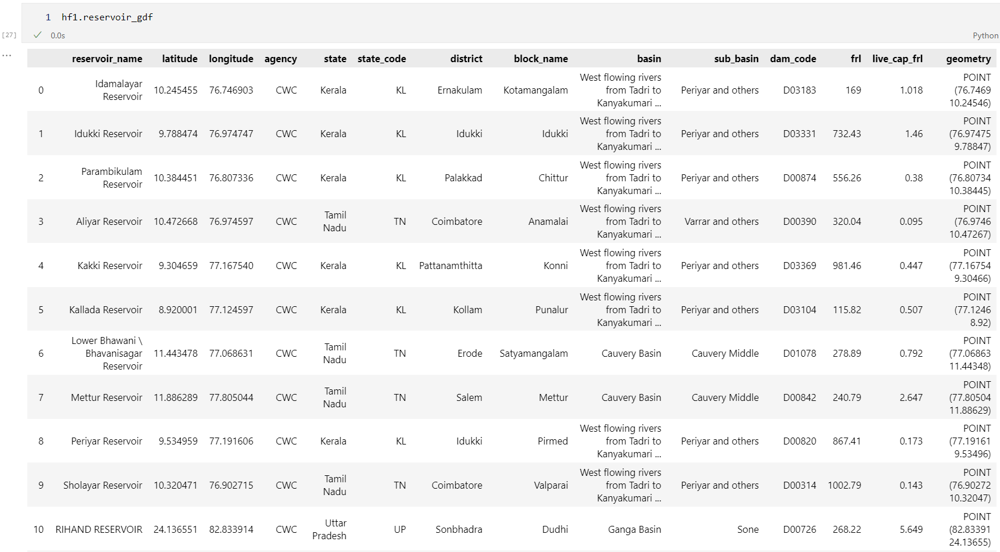 1 hf1.reservoir_gdf
[27] ✓ 0.0s Python
...
reservoir_name latitude longitude agency state state_code district block_name basin sub_basin dam_code frl live_cap_frl geometry
0 Idamalayar Reservoir 10.245455 76.746903 CWC Kerala KL Ernakulam Kotamangalam West flowing rivers from Tadri to Kanyakumari ... Periyar and others D03183 169 1.018 POINT (76.7469 10.24546)
1 Idukki Reservoir 9.788474 76.974747 CWC Kerala KL Idukki Idukki West flowing rivers from Tadri to Kanyakumari ... Periyar and others D03331 732.43 1.46 POINT (76.97475 9.78847)
2 Parambikulam Reservoir 10.384451 76.807336 CWC Kerala KL Palakkad Chittur West flowing rivers from Tadri to Kanyakumari ... Periyar and others D00874 556.26 0.38 POINT (76.80734 10.38445)
3 Aliyar Reservoir 10.472668 76.974597 CWC Tamil Nadu TN Coimbatore Anamalai West flowing rivers from Tadri to Kanyakumari ... Varrar and others D00390 320.04 0.095 POINT (76.9746 10.47267)
4 Kakki Reservoir 9.304659 77.167540 CWC Kerala KL Pattanamthitta Konni West flowing rivers from Tadri to Kanyakumari ... Periyar and others D03369 981.46 0.447 POINT (77.16754 9.30466)
5 Kallada Reservoir 8.920001 77.124597 CWC Kerala KL Kollam Punalur West flowing rivers from Tadri to Kanyakumari ... Periyar and others D03104 115.82 0.507 POINT (77.1246 8.92)
6 Lower Bhawani \ Bhavanisagar Reservoir 11.443478 77.068631 CWC Tamil Nadu TN Erode Satyamangalam Cauvery Basin Cauvery Middle D01078 278.89 0.792 POINT (77.06863 11.44348)
7 Mettur Reservoir 11.886289 77.805044 CWC Tamil Nadu TN Salem Mettur Cauvery Basin Cauvery Middle D00842 240.79 2.647 POINT (77.80504 11.88629)
8 Periyar Reservoir 9.534959 77.191606 CWC Kerala KL Idukki Pirmed West flowing rivers from Tadri to Kanyakumari ... Periyar and others D00820 867.41 0.173 POINT (77.19161 9.53496)
9 Sholayar Reservoir 10.320471 76.902715 CWC Tamil Nadu TN Coimbatore Valparai West flowing rivers from Tadri to Kanyakumari ... Periyar and others D00314 1002.79 0.143 POINT (76.90272 10.32047)
10 RIHAND RESERVOIR 24.136551 82.833914 CWC Uttar Pradesh UP Sonbhadra Dudhi Ganga Basin Sone D00726 268.22 5.649 POINT (82.83391 24.13655)